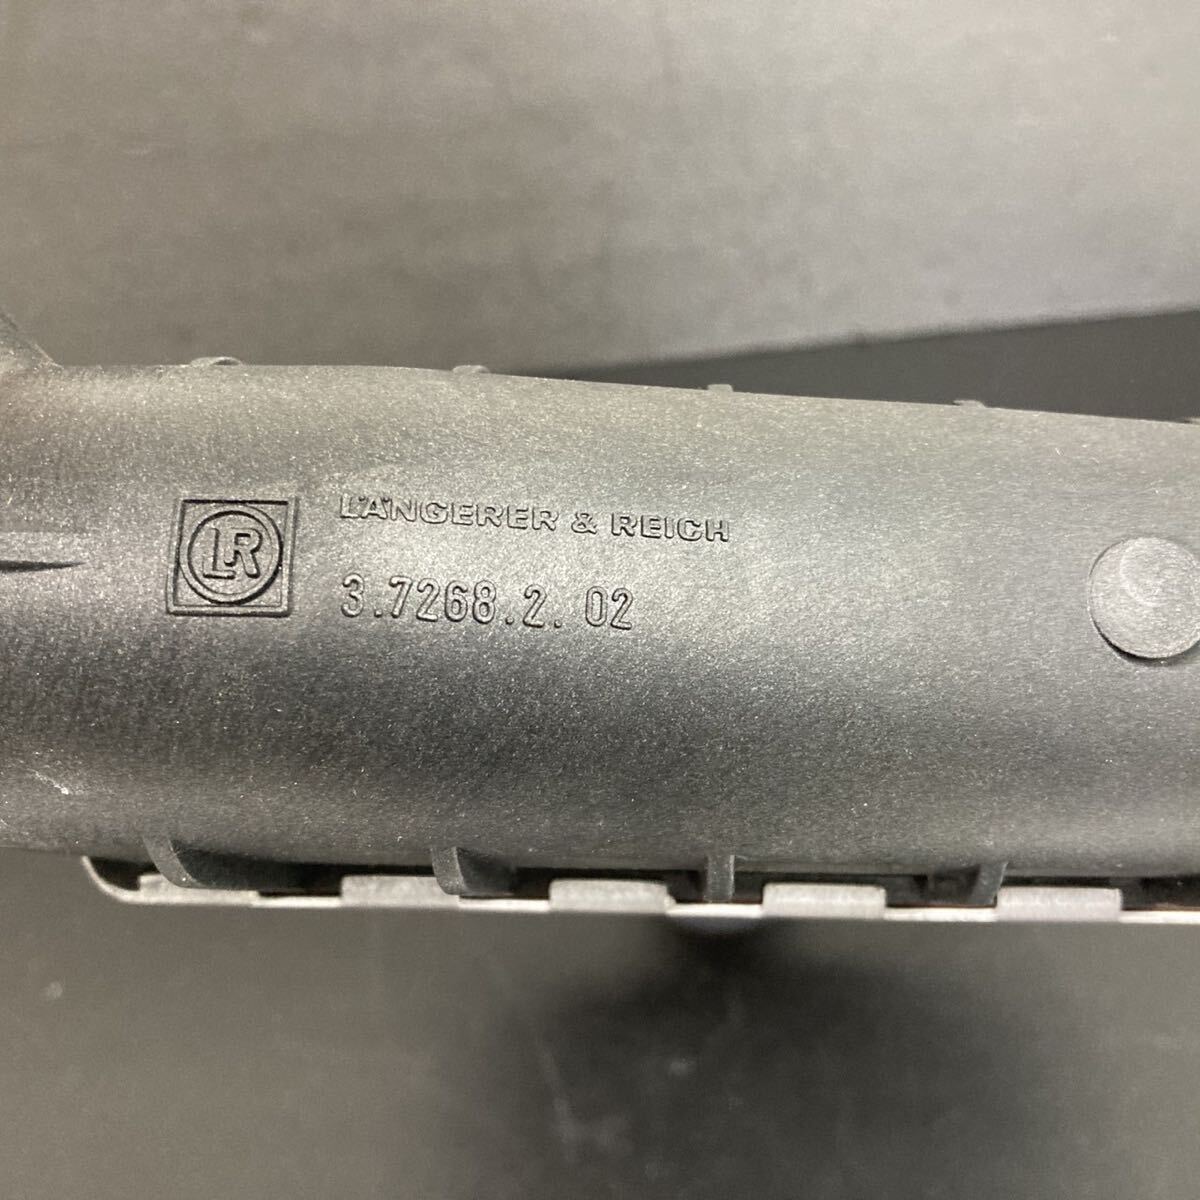 LR
LÄNGERER & REICH
3.7268.2.02